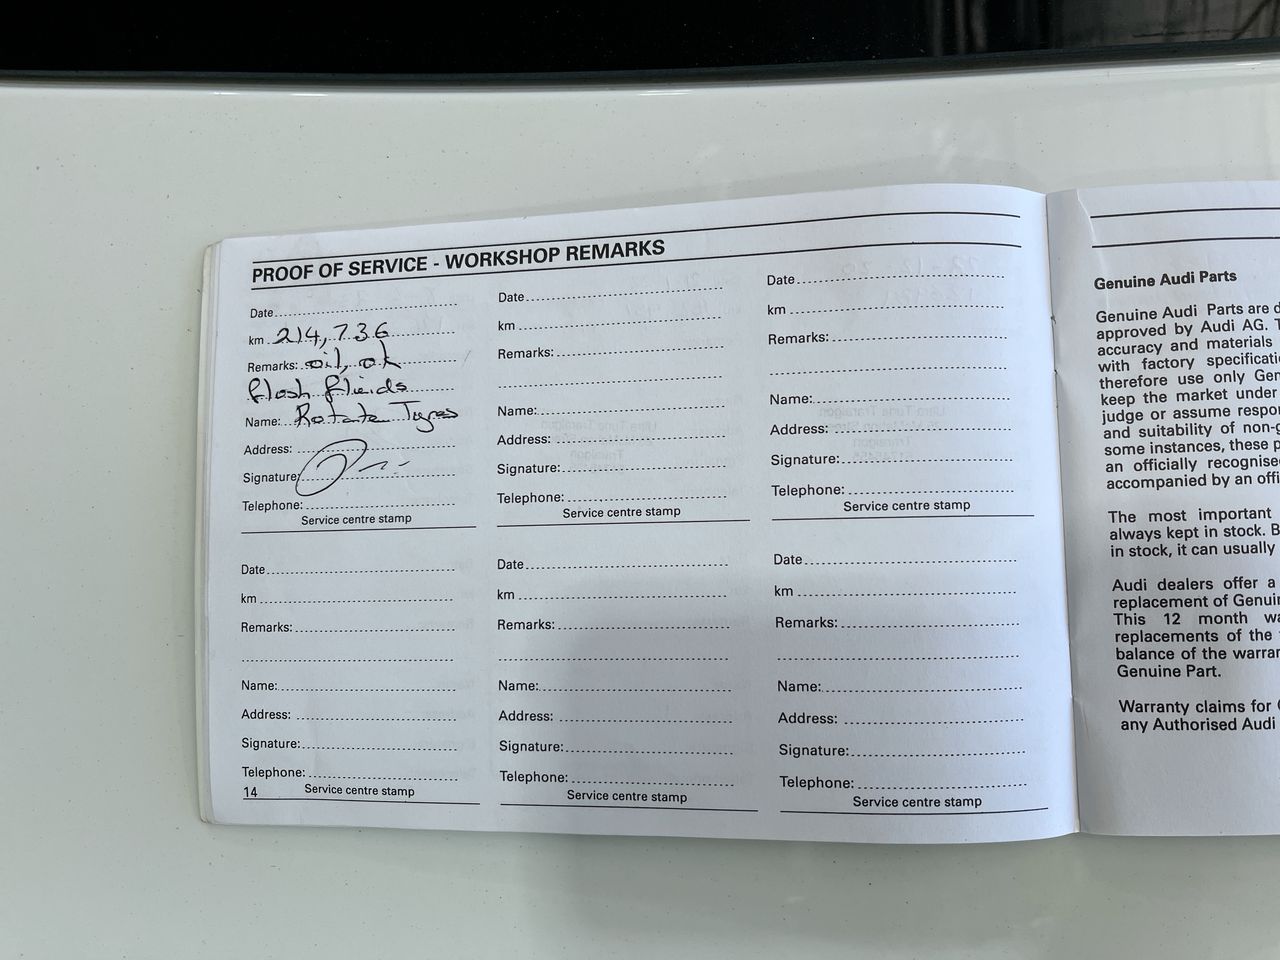 PROOF OF SERVICE - WORKSHOP REMARKS
Date
km 214,736
Remarks: oil, ok
flosh flieids
Name: Rotate Tyres
Address:
Signature:
Telephone:
Service centre stamp
Date
km
Remarks:
Name:
Address:
Signature:
Telephone:
Service centre stamp
Date
km
Remarks:
Name:
Address:
Signature:
Telephone:
Service centre stamp
Date
km
Remarks:
Name:
Address:
Signature:
Telephone:
Service centre stamp
Date
km
Remarks:
Name:
Address:
Signature:
Telephone:
Service centre stamp
Date
km
Remarks:
Name:
Address:
Signature:
Telephone:
Service centre stamp
14
Genuine Audi Parts
Genuine Audi Parts are d
approved by Audi AG. T
accuracy and materials
with factory specificatio
therefore use only Gen
keep the market under
judge or assume respon
and suitability of non-g
some instances, these p
an officially recognise
accompanied by an offi
The most important
always kept in stock. B
in stock, it can usually
Audi dealers offer a
replacement of Genuin
This 12 month wa
replacements of the
balance of the warran
Genuine Part.
Warranty claims for
any Authorised Audi